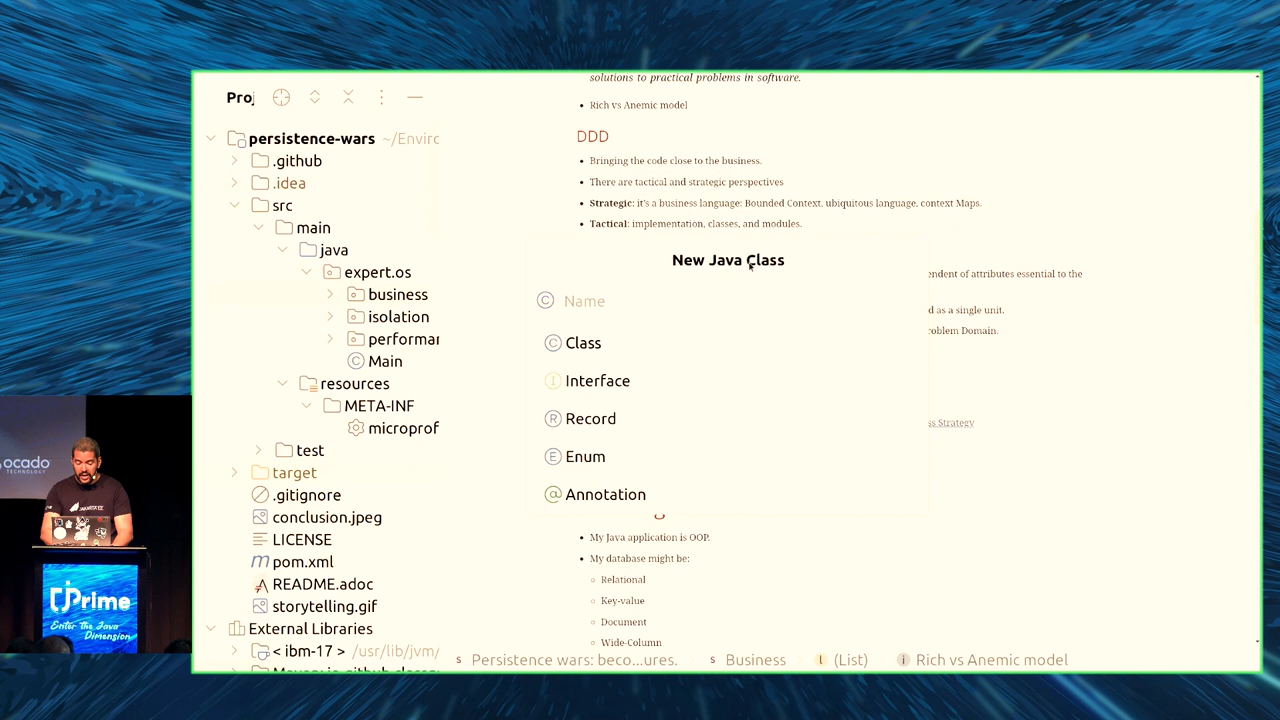 Proj
persistence-wars ~/Envirc
.github
.idea
src
main
java
expert.os
business
isolation
performar
Main
resources
META-INF
microprof
test
target
.gitignore
conclusion.jpeg
LICENSE
pom.xml
README.adoc
storytelling.gif
External Libraries
< ibm-17 > /usr/lib/jvm/
solutions to practical problems in software.
Rich vs Anemic model
DDD
Bringing the code close to the business.
There are tactical and strategic perspectives
Strategic: it's a business language: Bounded Context, ubiquitous language, context Maps.
Tactical: implementation, classes, and modules.
New Java Class
Name
Class
Interface
Record
Enum
Annotation
endent of attributes essential to the
d as a single unit.
roblem Domain.
ss Strategy
My Java application is OOP.
My database might be:
Relational
Key-value
Document
Wide-Column
s Persistence wars: beco...ures. s Business l (List) i Rich vs Anemic model
ocado
TECHNOLOGY
JAKARTA EE
jPrime
Enter the Java
Dimension